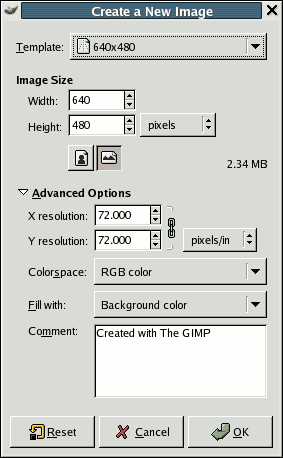 Create a New Image
Template: 640x480
Image Size
Width: 640
Height: 480 pixels
2.34 MB
Advanced Options
X resolution: 72.000
Y resolution: 72.000 pixels/in
Colorspace: RGB color
Fill with: Background color
Comment: Created with The GIMP
Reset Cancel OK